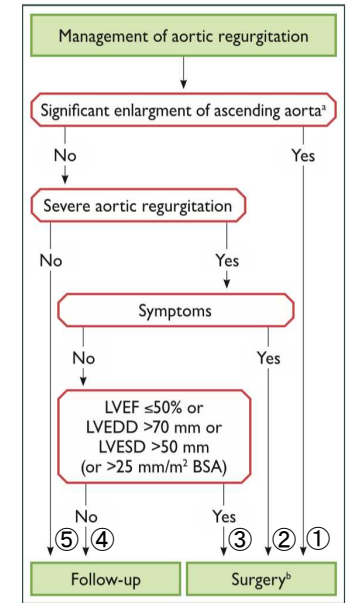 Management of aortic regurgitation
Significant enlargment of ascending aortaᵃ
No
Yes
Severe aortic regurgitation
No
Yes
Symptoms
No
Yes
LVEF ≤50% or
LVEDD >70 mm or
LVESD >50 mm
(or >25 mm/m² BSA)
No
Yes
⑤ ④ ③ ② ①
Follow-up
Surgeryᵇ